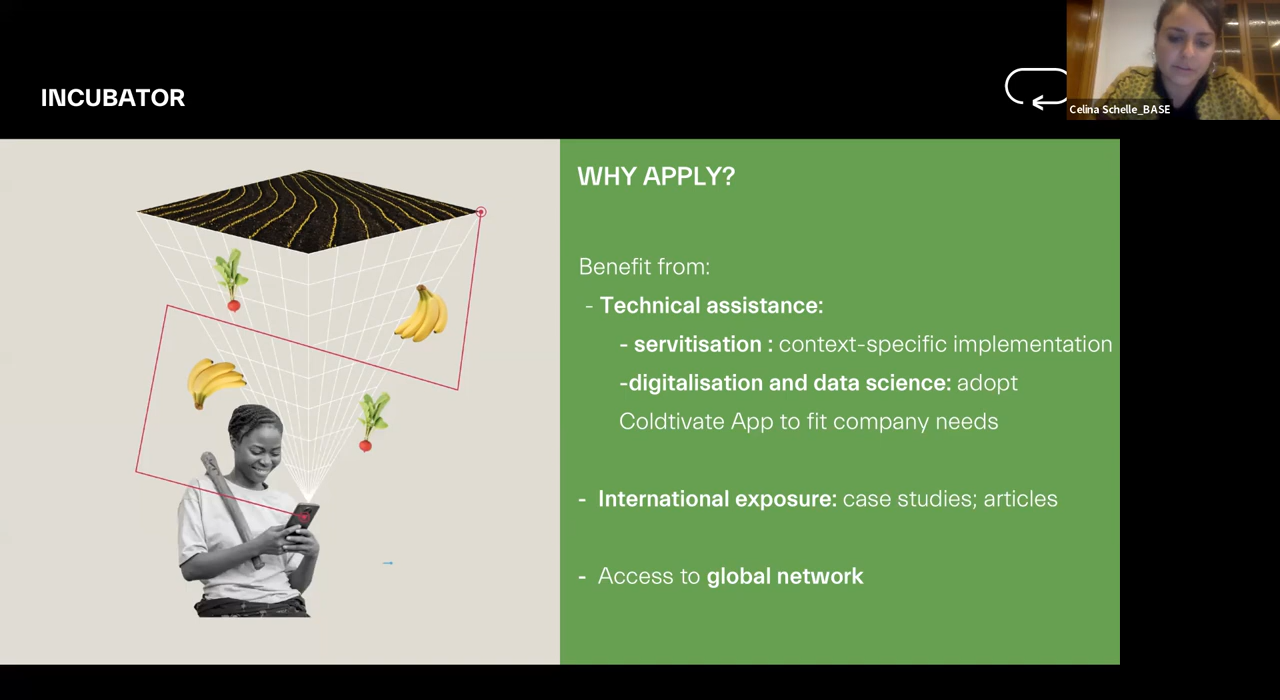 INCUBATOR
Celina Schelle_BASE
WHY APPLY?
Benefit from:
- Technical assistance:
- servitisation : context-specific implementation
-digitalisation and data science: adopt
Coldtivate App to fit company needs
- International exposure: case studies; articles
- Access to global network